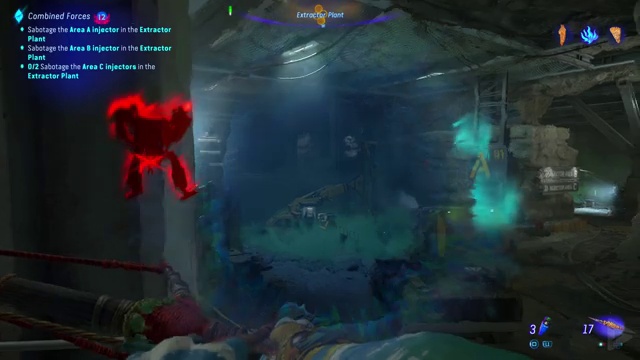 Combined Forces 12
Sabotage the Area A injector in the Extractor
Plant
Sabotage the Area B injector in the Extractor
Plant
0/2 Sabotage the Area C injectors in the
Extractor Plant
Extractor Plant
3
17